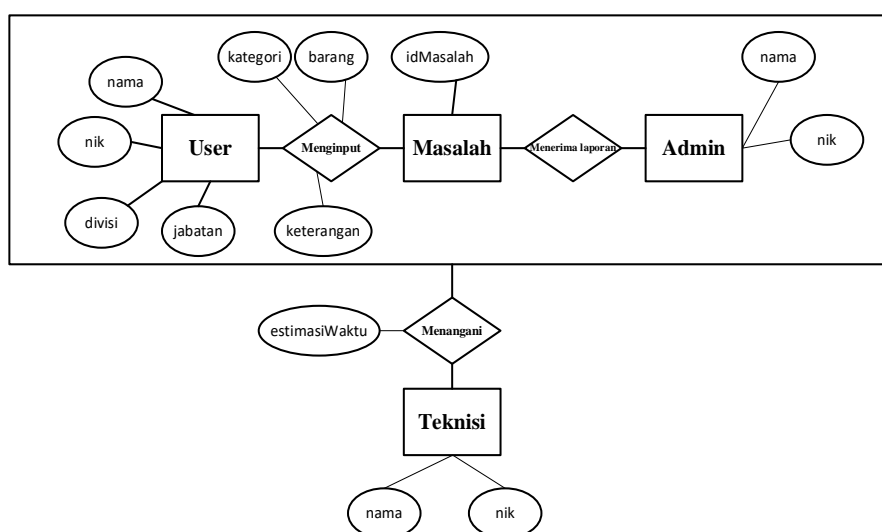 kategori
barang
idMasalah
nama
nama
nik
User
Menginput
Masalah
Menerima laporan
Admin
nik
divisi
jabatan
keterangan
estimasiWaktu
Menangani
Teknisi
nama
nik